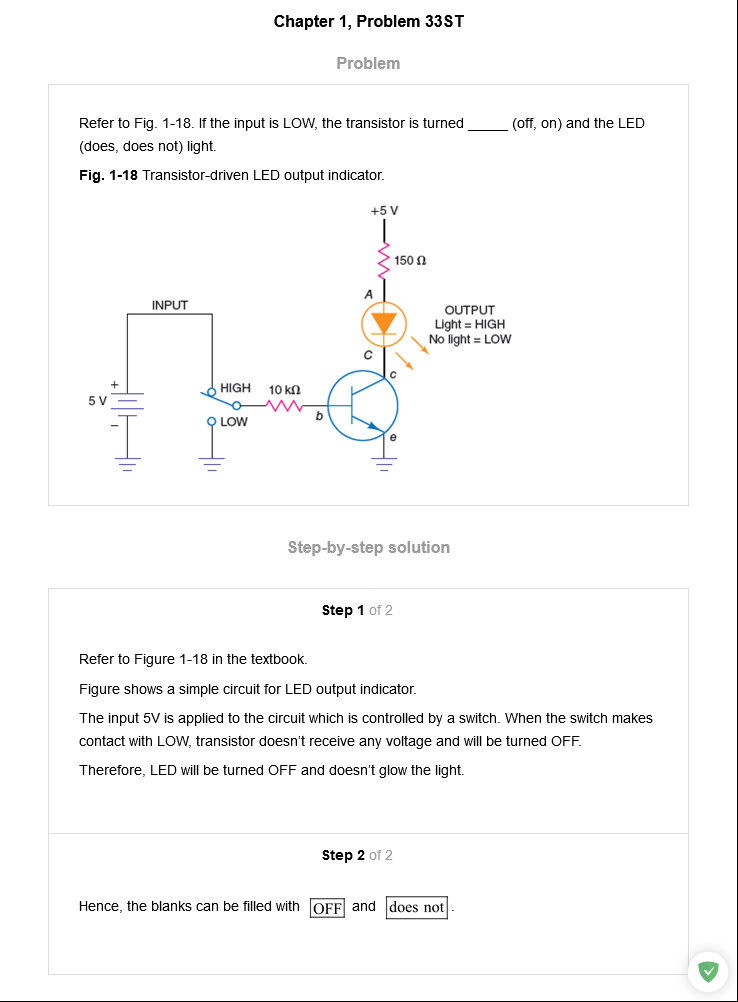 Chapter 1, Problem 33ST
Problem
Refer to Fig. 1-18. If the input is LOW, the transistor is turned _____ (off, on) and the LED
(does, does not) light.
Fig. 1-18 Transistor-driven LED output indicator.
+5 V
150 Ω
A
INPUT
OUTPUT
Light = HIGH
No light = LOW
C
c
+
5 V
−
HIGH
10 kΩ
b
LOW
e
Step-by-step solution
Step 1 of 2
Refer to Figure 1-18 in the textbook.
Figure shows a simple circuit for LED output indicator.
The input 5V is applied to the circuit which is controlled by a switch. When the switch makes
contact with LOW, transistor doesn't receive any voltage and will be turned OFF.
Therefore, LED will be turned OFF and doesn't glow the light.
Step 2 of 2
Hence, the blanks can be filled with OFF and does not.